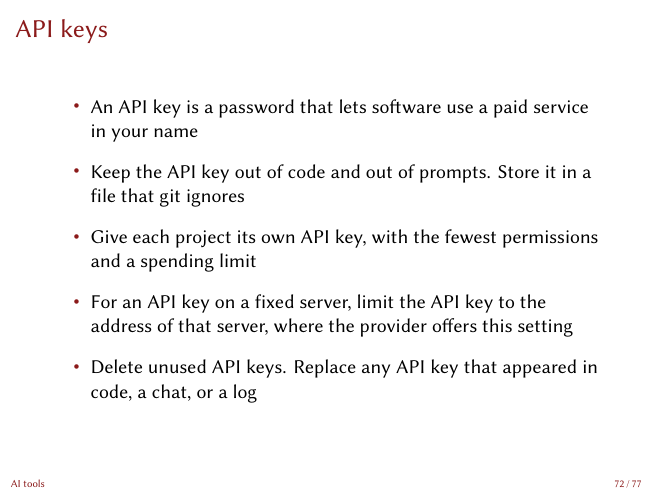 API keys
• An API key is a password that lets software use a paid service
in your name
• Keep the API key out of code and out of prompts. Store it in a
file that git ignores
• Give each project its own API key, with the fewest permissions
and a spending limit
• For an API key on a fixed server, limit the API key to the
address of that server, where the provider offers this setting
• Delete unused API keys. Replace any API key that appeared in
code, a chat, or a log
AI tools
72 / 77